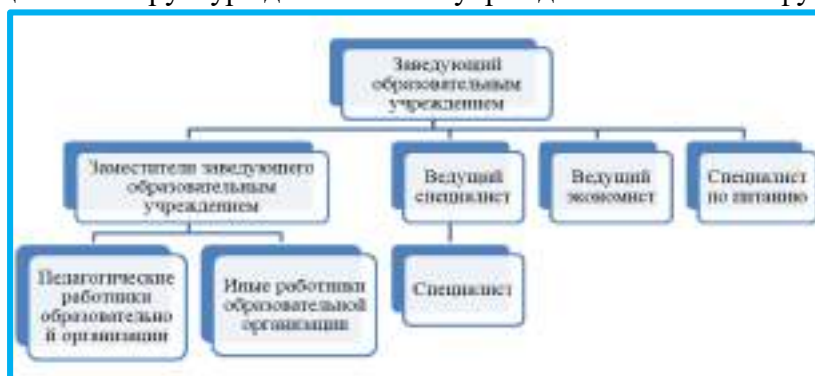 Заведующий
образовательным
учреждением
Заместители заведующего
образовательным
учреждением
Ведущий
специалист
Ведущий
экономист
Специалист
по питанию
Педагогические
работники
образовательно
й организации
Иные работники
образовательной
организации
Специалист